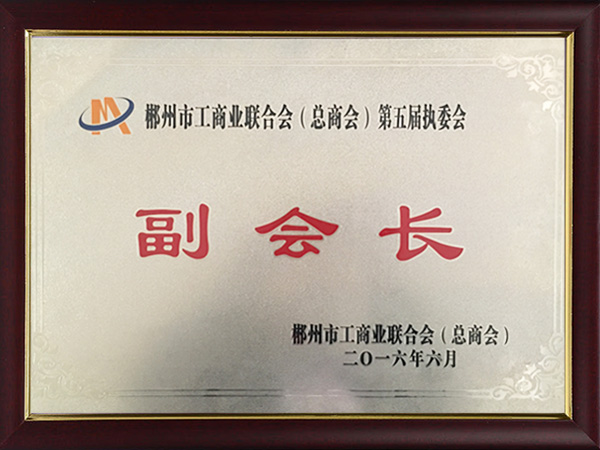 郴州市工商业联合会（总商会）第五届执委会
副会长
郴州市工商业联合会（总商会）
二〇一六年六月